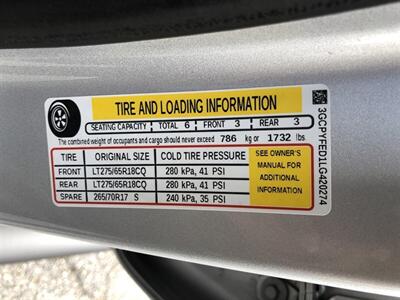 TIRE AND LOADING INFORMATION
SEATING CAPACITY TOTAL 6 FRONT 3 REAR 3
The combined weight of occupants and cargo should never exceed 786 kg or 1732 lbs
TIRE ORIGINAL SIZE COLD TIRE PRESSURE
FRONT LT275/65R18CQ 280 kPa, 41 PSI
REAR LT275/65R18CQ 280 kPa, 41 PSI
SPARE 265/70R17 S 240 kPa, 35 PSI
SEE OWNER'S
MANUAL FOR
ADDITIONAL
INFORMATION
3GCPYFED1LG420274